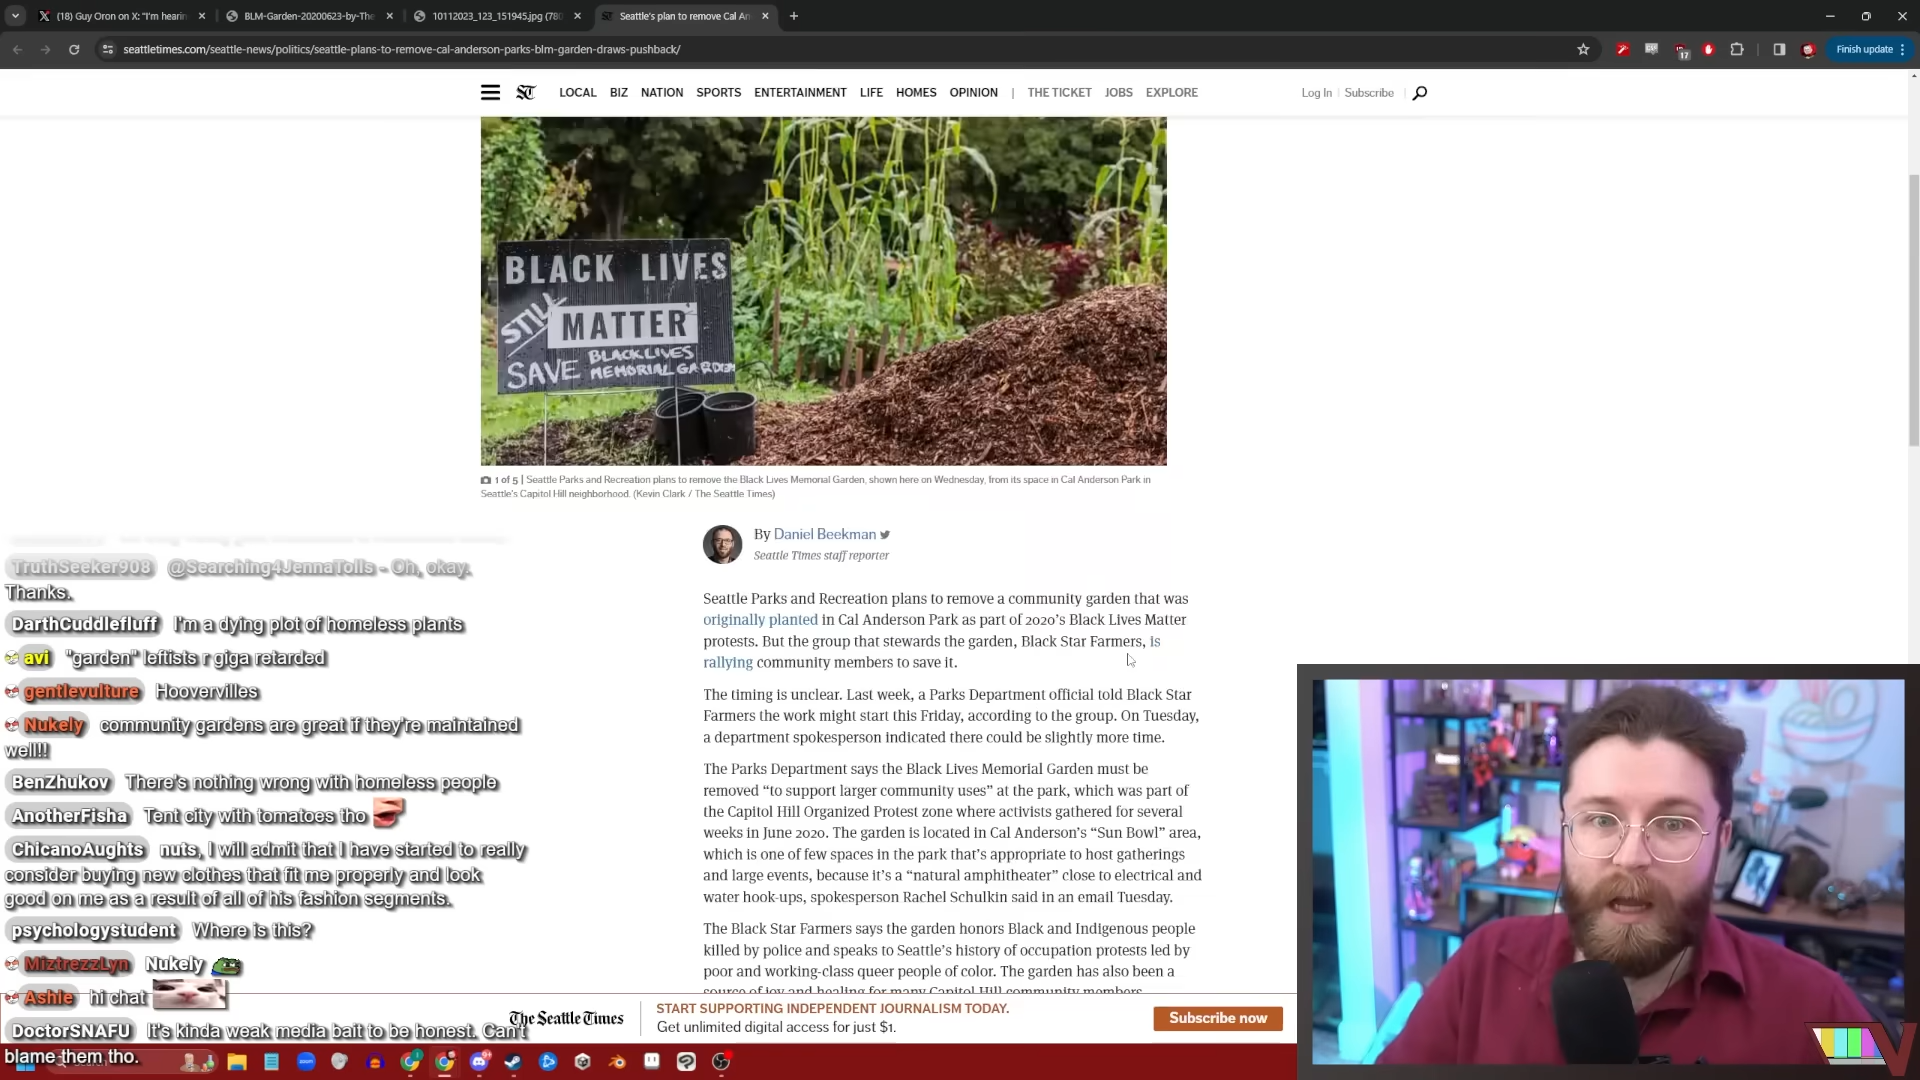 (18) Guy Oron on X: "I'm hearin
BLM-Garden-20200623-by-The
10112023_123_151945.jpg (780
Seattle's plan to remove Cal An
seattletimes.com/seattle-news/politics/seattle-plans-to-remove-cal-anderson-parks-blm-garden-draws-pushback/
17
Finish update
ST
LOCAL BIZ NATION SPORTS ENTERTAINMENT LIFE HOMES OPINION | THE TICKET JOBS EXPLORE
Log In | Subscribe
BLACK LIVES
STILL
MATTER
SAVE BLACK LIVES
MEMORIAL GARDEN
1 of 5 | Seattle Parks and Recreation plans to remove the Black Lives Memorial Garden, shown here on Wednesday, from its space in Cal Anderson Park in
Seattle's Capitol Hill neighborhood. (Kevin Clark / The Seattle Times)
By Daniel Beekman
Seattle Times staff reporter
Seattle Parks and Recreation plans to remove a community garden that was
originally planted in Cal Anderson Park as part of 2020's Black Lives Matter
protests. But the group that stewards the garden, Black Star Farmers, is
rallying community members to save it.
The timing is unclear. Last week, a Parks Department official told Black Star
Farmers the work might start this Friday, according to the group. On Tuesday,
a department spokesperson indicated there could be slightly more time.
The Parks Department says the Black Lives Memorial Garden must be
removed “to support larger community uses” at the park, which was part of
the Capitol Hill Organized Protest zone where activists gathered for several
weeks in June 2020. The garden is located in Cal Anderson's “Sun Bowl” area,
which is one of few spaces in the park that's appropriate to host gatherings
and large events, because it's a “natural amphitheater” close to electrical and
water hook-ups, spokesperson Rachel Schulkin said in an email Tuesday.
The Black Star Farmers says the garden honors Black and Indigenous people
killed by police and speaks to Seattle's history of occupation protests led by
poor and working-class queer people of color. The garden has also been a
source of joy and healing for many Capitol Hill community members
TruthSeeker908 @Searching4JennaTolls - Oh, okay.
Thanks.
DarthCuddlefluff I'm a dying plot of homeless plants
avi "garden" leftists r giga retarded
gentlevulture Hoovervilles
Nukely community gardens are great if they're maintained
well!!
BenZhukov There's nothing wrong with homeless people
AnotherFisha Tent city with tomatoes tho
ChicanoAughts nuts, I will admit that I have started to really
consider buying new clothes that fit me properly and look
good on me as a result of all of his fashion segments.
psychologystudent Where is this?
MiztrezzLyn Nukely
Ashie hi chat
DoctorSNAFU It's kinda weak media bait to be honest. Can't
blame them tho.
The Seattle Times
START SUPPORTING INDEPENDENT JOURNALISM TODAY.
Get unlimited digital access for just $1.
Subscribe now
Search
zoom
V